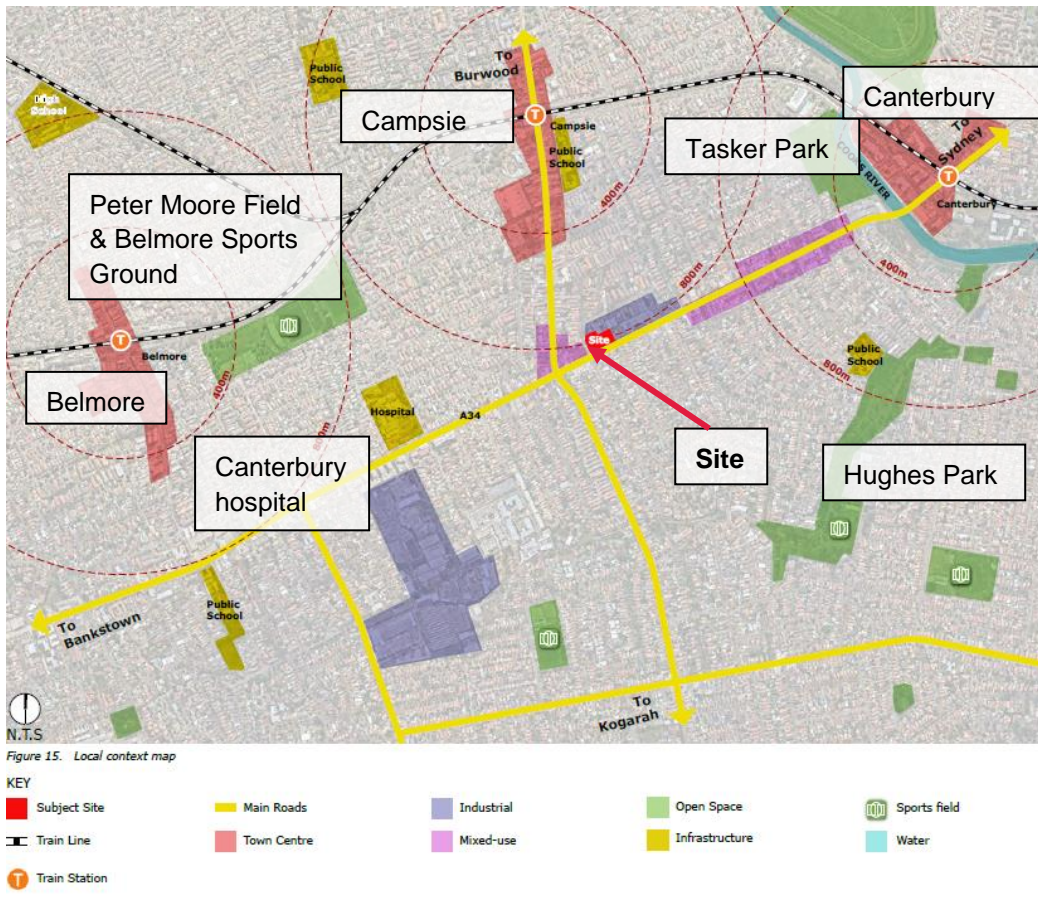 To
Burwood
Public
School
High
School
Campsie
Campsie
Public
School
400m
Canterbury
To
Sydney
Tasker Park
COOKS RIVER
Canterbury
400m
800m
Peter Moore Field
& Belmore Sports
Ground
Belmore
400m
Belmore
Site
Public
School
800m
Hospital
A34
Site
Canterbury
hospital
Hughes Park
Public
School
To
Bankstown
To
Kogarah
N.T.S
Figure 15. Local context map
KEY
Subject Site
Main Roads
Industrial
Open Space
Sports field
Train Line
Town Centre
Mixed-use
Infrastructure
Water
T Train Station